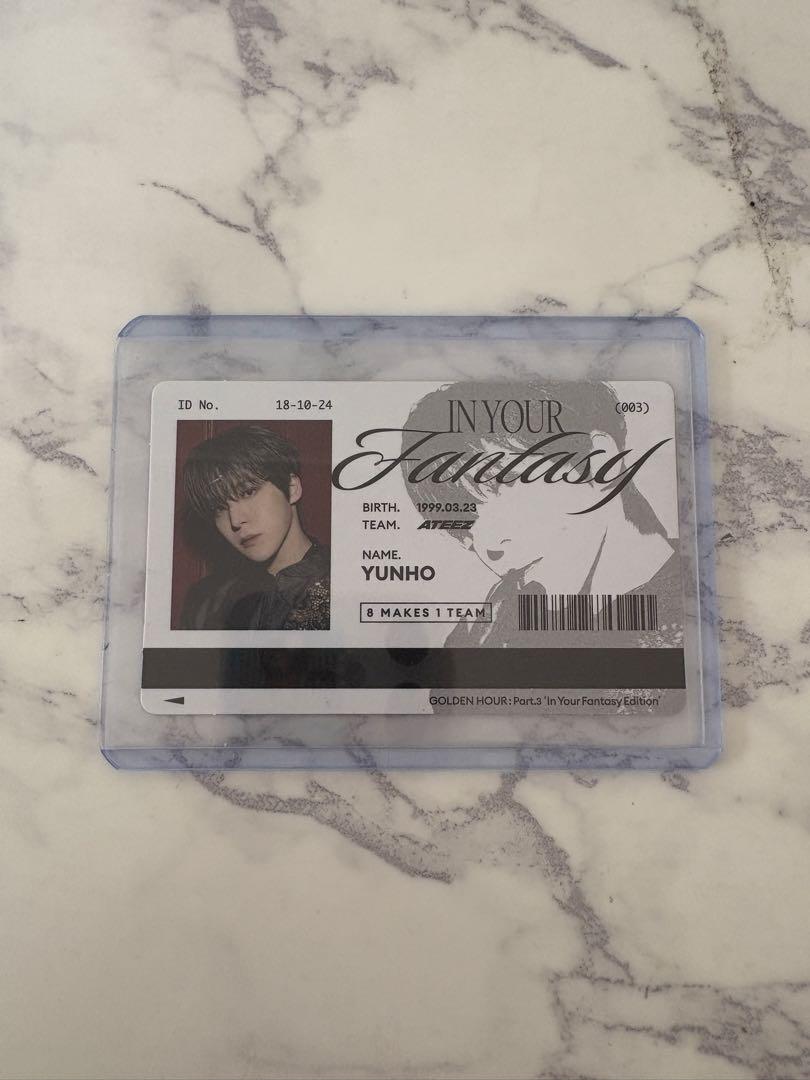 ID No. 18-10-24
IN YOUR
(003)
Fantasy
BIRTH. 1999.03.23
TEAM. ATEEZ
NAME.
YUNHO
8 MAKES 1 TEAM
GOLDEN HOUR : Part.3 'In Your Fantasy Edition'